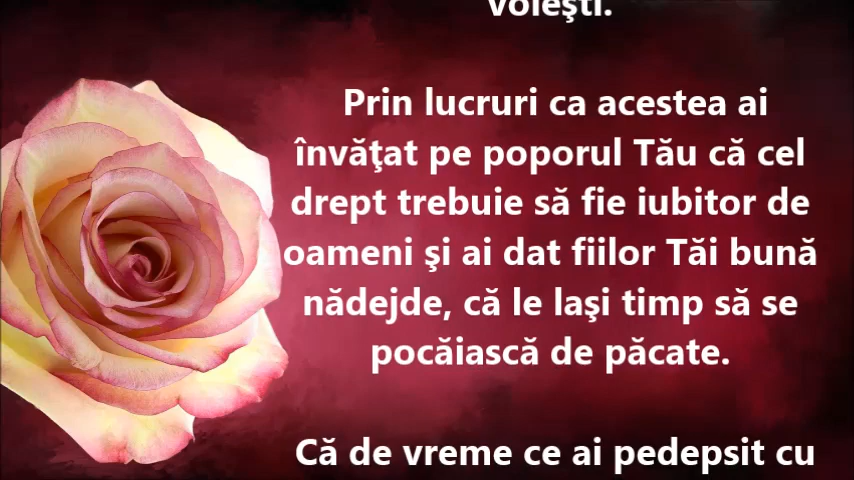 voieşti.
Prin lucruri ca acestea ai
învăţat pe poporul Tău că cel
drept trebuie să fie iubitor de
oameni şi ai dat fiilor Tăi bună
nădejde, că le laşi timp să se
pocăiască de păcate.
Că de vreme ce ai pedepsit cu